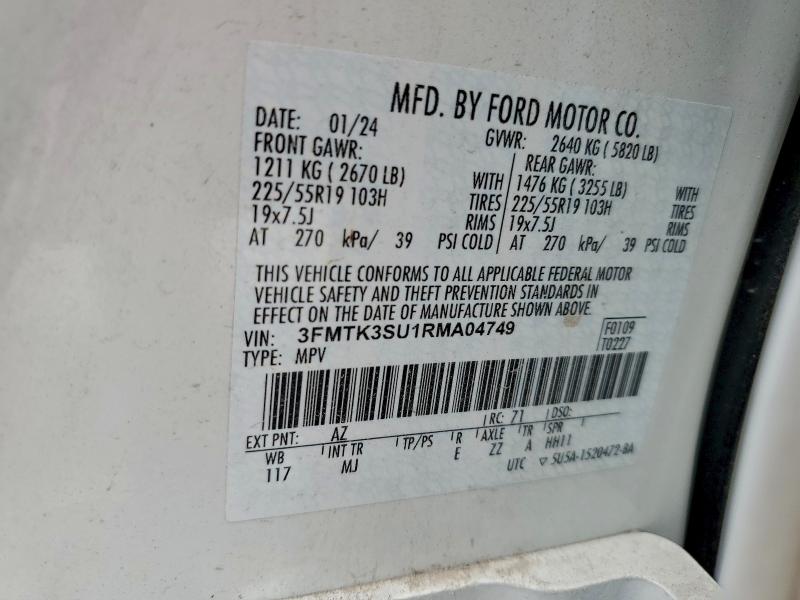 MFD. BY FORD MOTOR CO.
DATE: 01/24 GVWR: 2640 KG ( 5820 LB)
FRONT GAWR: REAR GAWR:
1211 KG ( 2670 LB) WITH 1476 KG ( 3255 LB) WITH
225/55R19 103H TIRES 225/55R19 103H TIRES
19x7.5J RIMS 19x7.5J RIMS
AT 270 kPa/ 39 PSI COLD AT 270 kPa/ 39 PSI COLD
THIS VEHICLE CONFORMS TO ALL APPLICABLE FEDERAL MOTOR
VEHICLE SAFETY AND THEFT PREVENTION STANDARDS IN
EFFECT ON THE DATE OF MANUFACTURE SHOWN ABOVE.
VIN: 3FMTK3SU1RMA04749 F0109
TYPE: MPV T0227
EXT PNT: AZ RC: 71 DSO:
WB INT TR TP/PS R AXLE TR SPR
117 MJ E ZZ A HH11
UTC ▽ 5U5A-1520472-BA